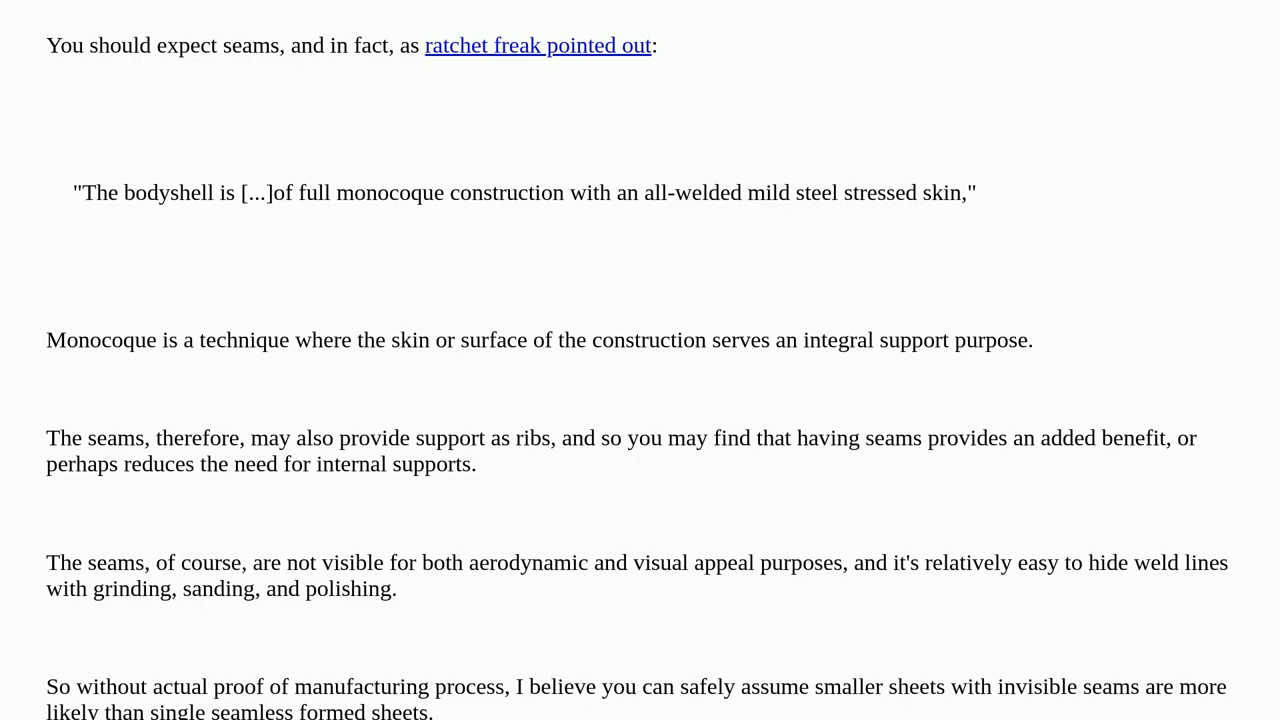 You should expect seams, and in fact, as ratchet freak pointed out:
"The bodyshell is [...]of full monocoque construction with an all-welded mild steel stressed skin,"
Monocoque is a technique where the skin or surface of the construction serves an integral support purpose.
The seams, therefore, may also provide support as ribs, and so you may find that having seams provides an added benefit, or
perhaps reduces the need for internal supports.
The seams, of course, are not visible for both aerodynamic and visual appeal purposes, and it's relatively easy to hide weld lines
with grinding, sanding, and polishing.
So without actual proof of manufacturing process, I believe you can safely assume smaller sheets with invisible seams are more
likely than single seamless formed sheets.